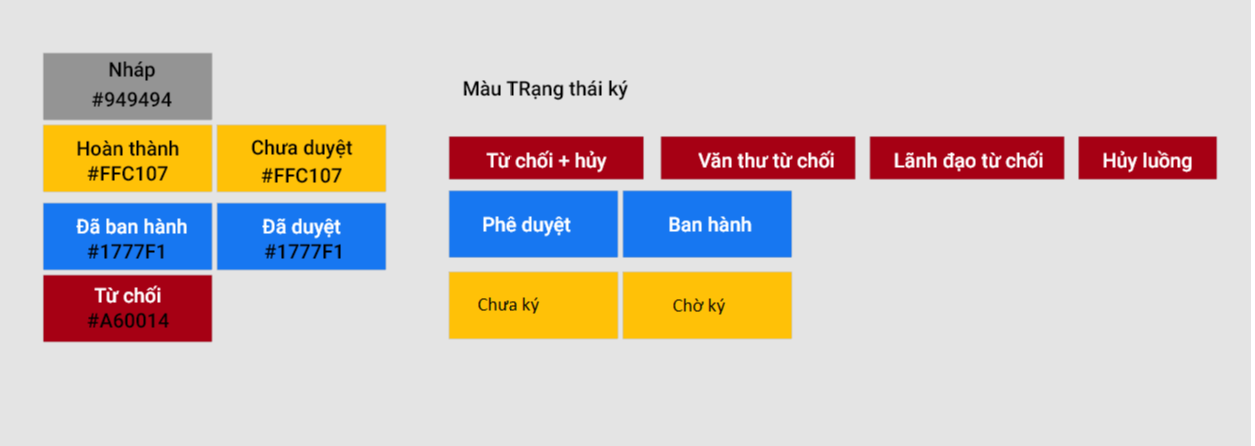 Nháp
#949494
Hoàn thành
#FFC107
Chưa duyệt
#FFC107
Đã ban hành
#1777F1
Đã duyệt
#1777F1
Từ chối
#A60014
Màu TRạng thái ký
Từ chối + hủy
Văn thư từ chối
Lãnh đạo từ chối
Hủy luồng
Phê duyệt
Ban hành
Chưa ký
Chờ ký